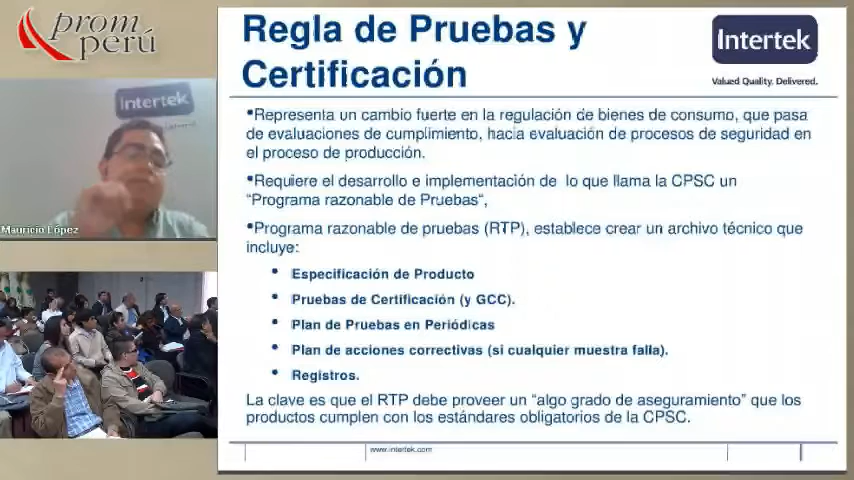 prom
perú
Intertek
Mauricio López
Regla de Pruebas y
Certificación
Intertek
Valued Quality. Delivered.
•Representa un cambio fuerte en la regulación de bienes de consumo, que pasa
de evaluaciones de cumplimiento, hacia evaluación de procesos de seguridad en
el proceso de producción.
•Requiere el desarrollo e implementación de lo que llama la CPSC un
“Programa razonable de Pruebas“,
•Programa razonable de pruebas (RTP), establece crear un archivo técnico que
incluye:
• Especificación de Producto
• Pruebas de Certificación (y GCC).
• Plan de Pruebas en Periódicas
• Plan de acciones correctivas (si cualquier muestra falla).
• Registros.
La clave es que el RTP debe proveer un “algo grado de aseguramiento” que los
productos cumplen con los estándares obligatorios de la CPSC.
www.intertek.com